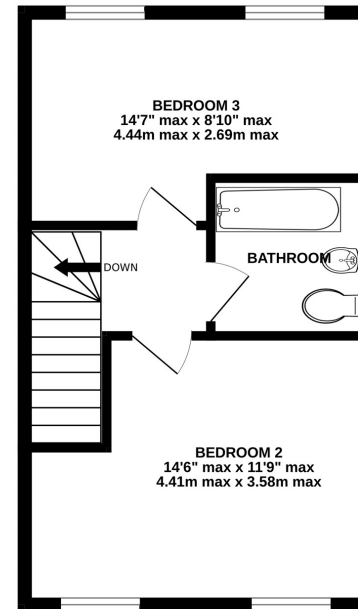 BEDROOM 3
14'7" max x 8'10" max
4.44m max x 2.69m max
BATHROOM
DOWN
BEDROOM 2
14'6" max x 11'9" max
4.41m max x 3.58m max